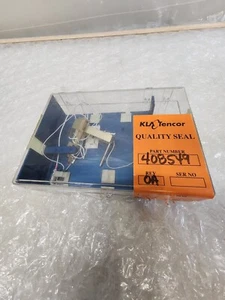 KLA Tencor
QUALITY SEAL
PART NUMBER
408549
REV
0A
SER NO